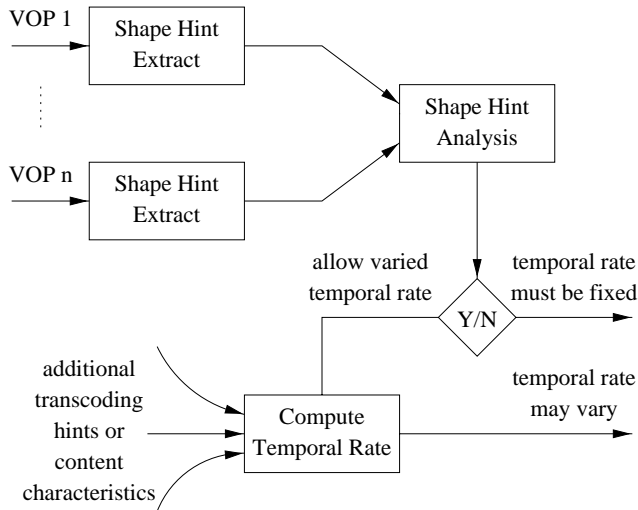 VOP 1
Shape Hint
Extract
Shape Hint
Analysis
VOP n
Shape Hint
Extract
allow varied
temporal rate
temporal rate
must be fixed
Y/N
additional
transcoding
hints or
content
characteristics
Compute
Temporal Rate
temporal rate
may vary